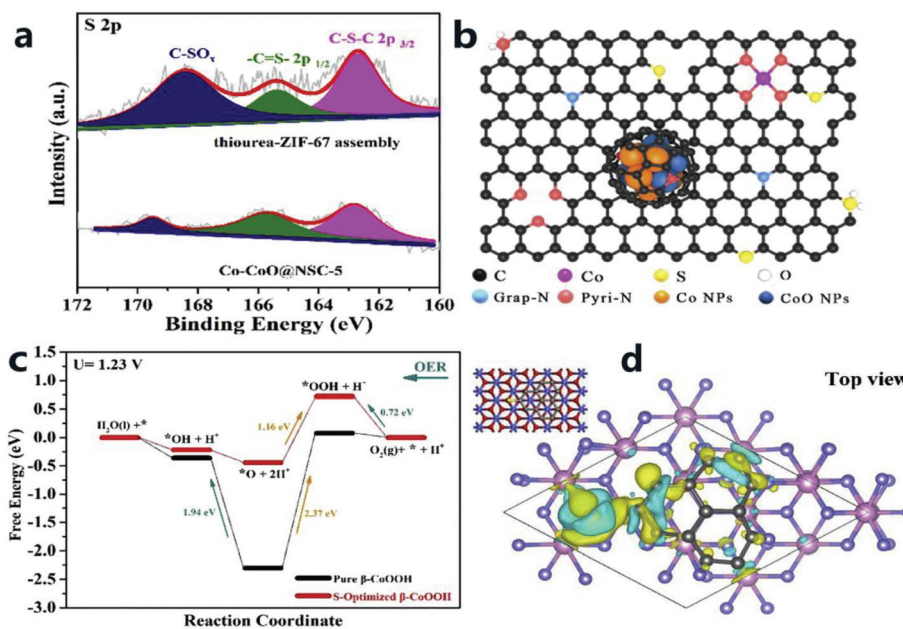 a
S 2p
C-SOx
-C=S- 2p 1/2
C-S-C 2p 3/2
thiourea-ZIF-67 assembly
Co-CoO@NSC-5
Intensity (a.u.)
172 170 168 166 164 162 160
Binding Energy (eV)
b
C Co S O
Grap-N Pyri-N Co NPs CoO NPs
c
U= 1.23 V
OER
1.5
1.0
0.5
0.0
-0.5
-1.0
-1.5
-2.0
-2.5
-3.0
Free Energy (eV)
H2O(l) +*
*OH + H+
*O + 2H+
*OOH + H-
O2(g)+ * + H+
1.16 eV
0.72 eV
1.94 eV
2.37 eV
Pure β-CoOOH
S-Optimized β-CoOOH
Reaction Coordinate
d
Top view